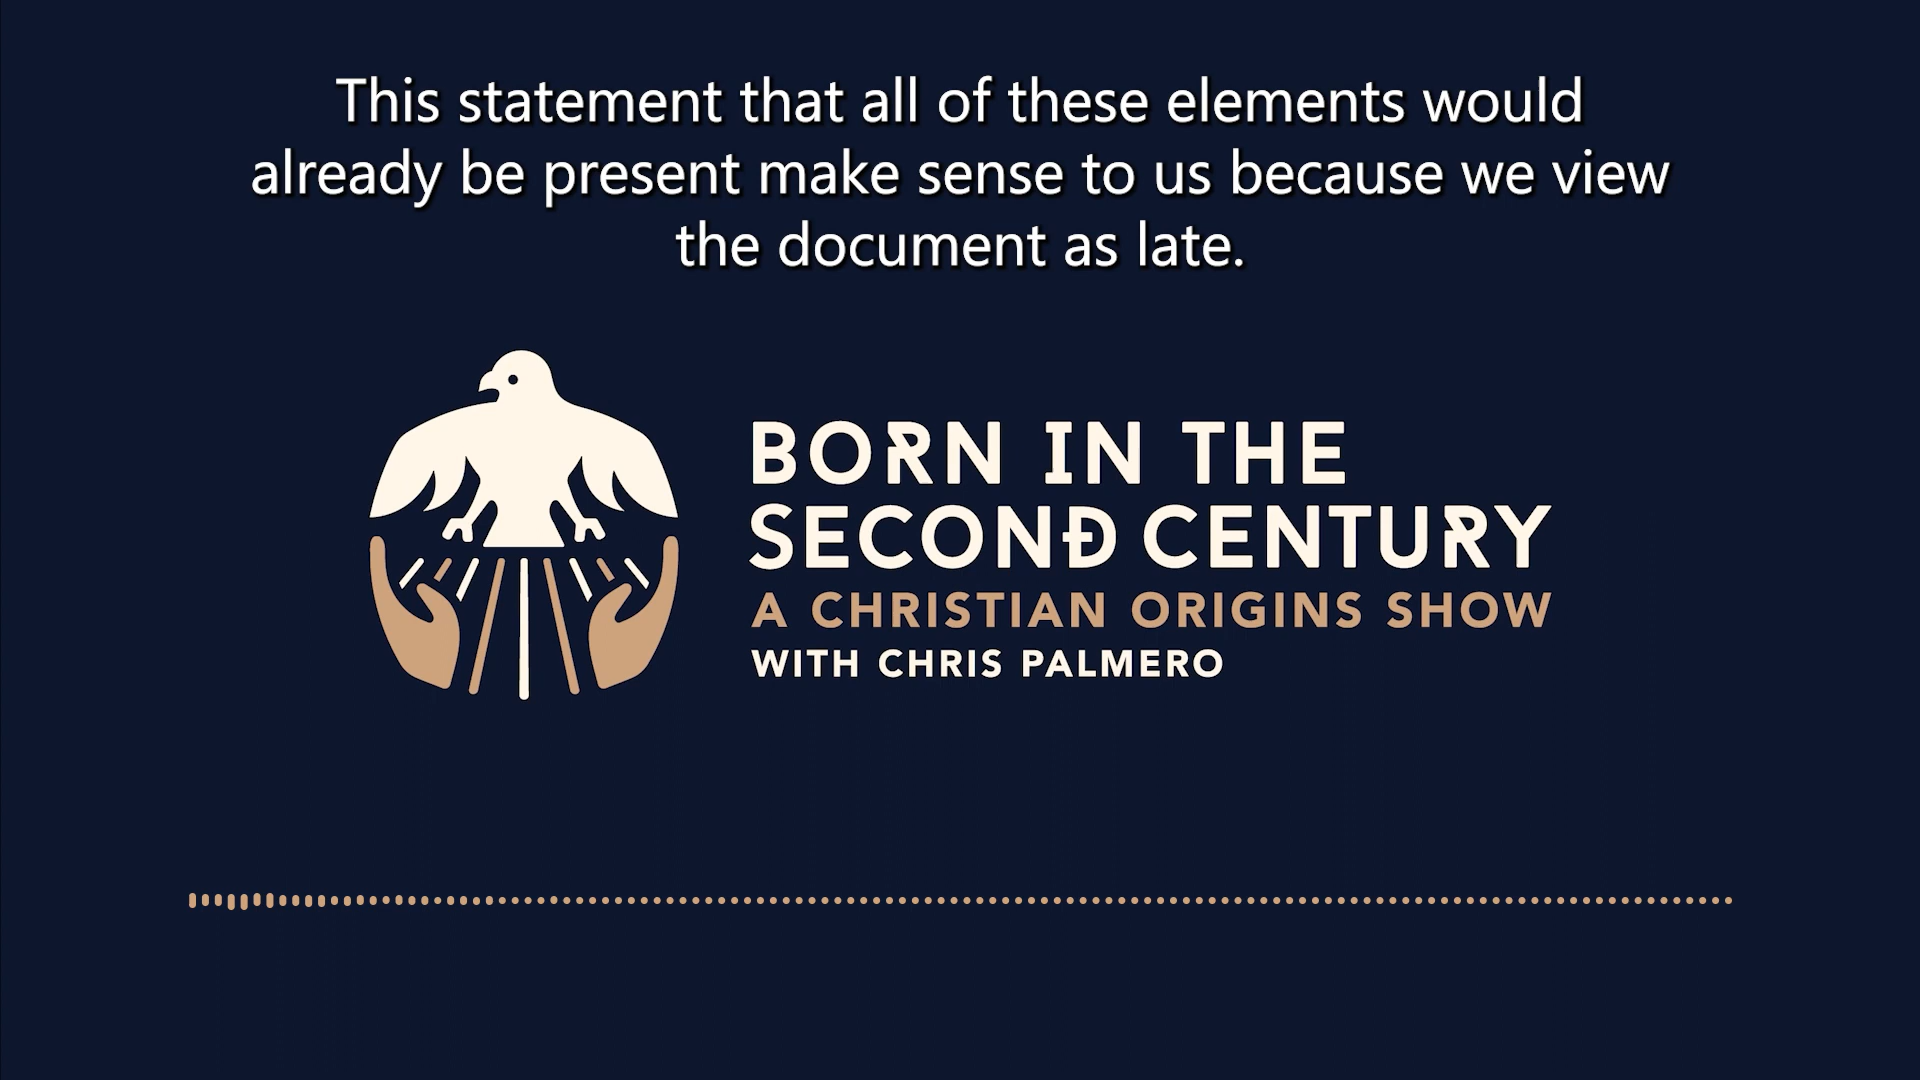 This statement that all of these elements would
already be present make sense to us because we view
the document as late.
BORN IN THE
SECOND CENTURY
A CHRISTIAN ORIGINS SHOW
WITH CHRIS PALMERO